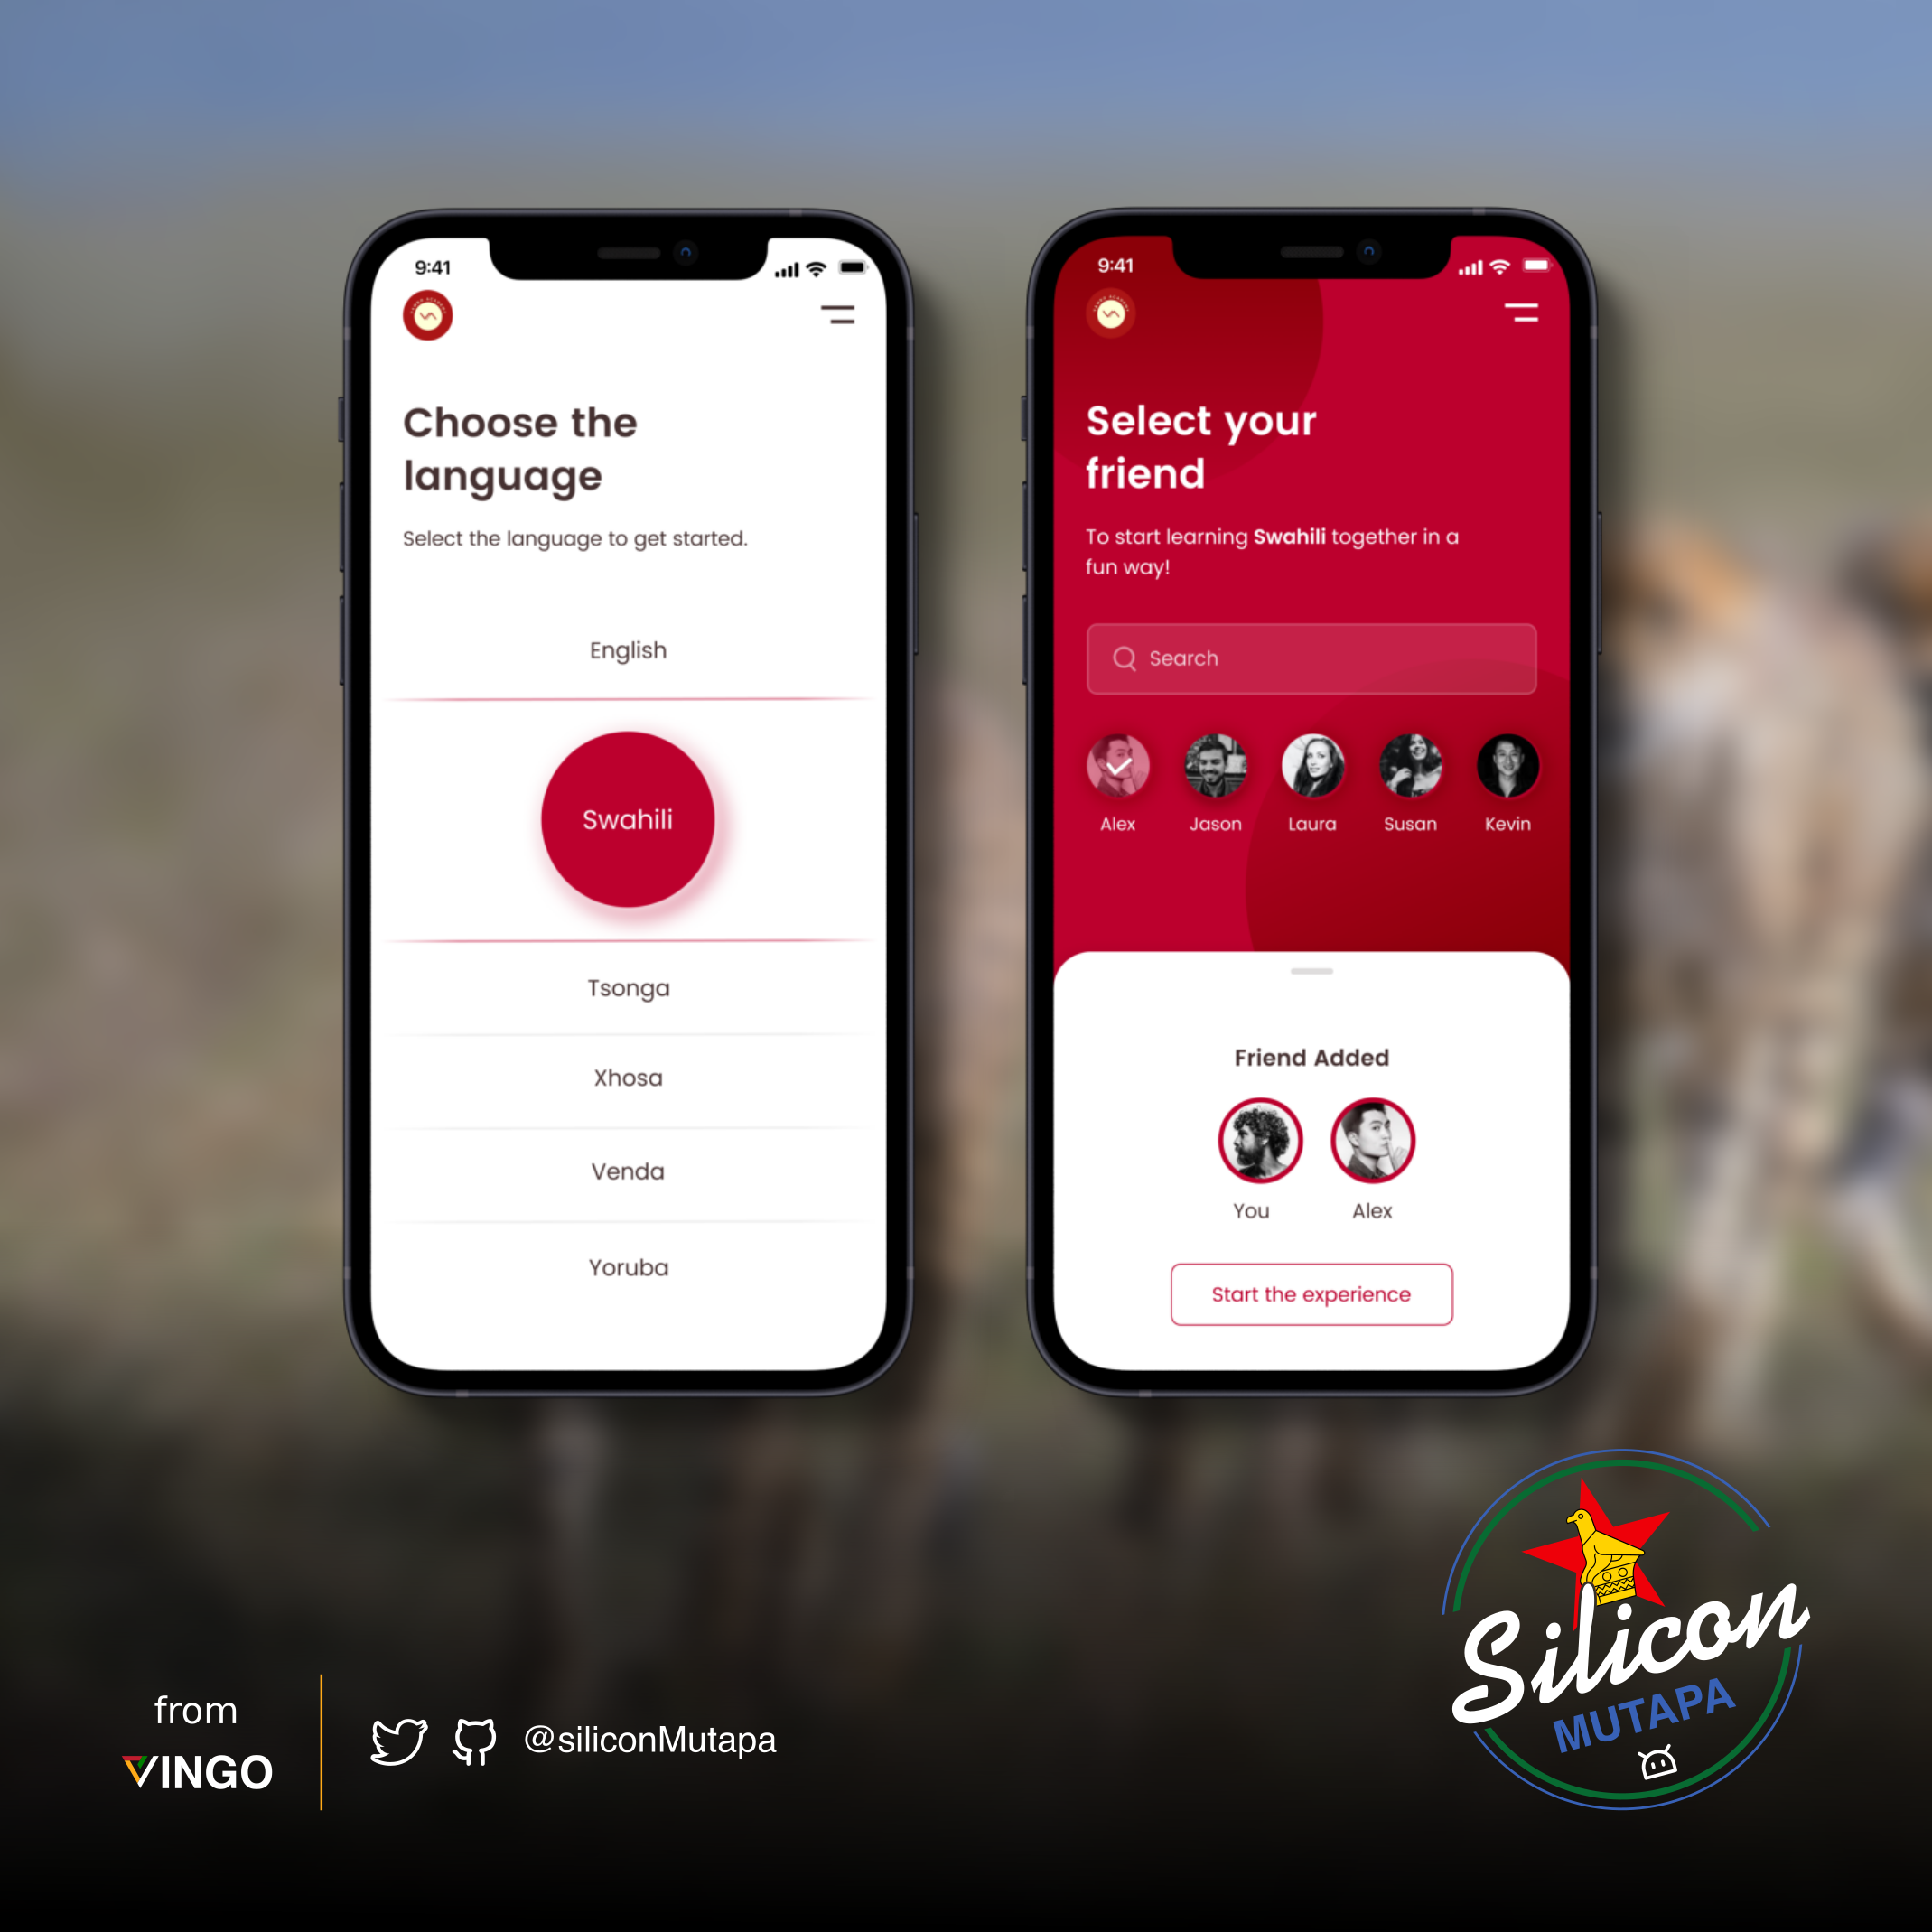 9:41
Choose the
language
Select the language to get started.
English
Swahili
Tsonga
Xhosa
Venda
Yoruba
9:41
Select your
friend
To start learning Swahili together in a
fun way!
Search
Alex
Jason
Laura
Susan
Kevin
Friend Added
You
Alex
Start the experience
from
VINGO
@siliconMutapa
Silicon
MUTAPA